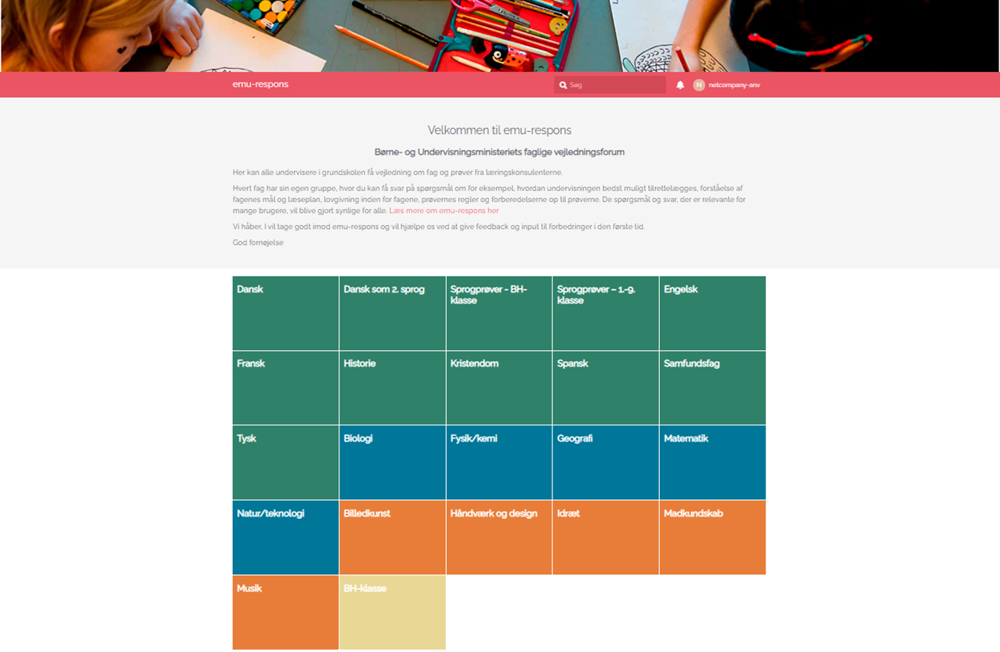 emu-respons
Søg
N
netcompany-anv
Velkommen til emu-respons
Børne- og Undervisningsministeriets faglige vejledningsforum
Her kan alle undervisere i grundskolen få vejledning om fag og prøver fra læringskonsulenterne.
Hvert fag har sin egen gruppe, hvor du kan få svar på spørgsmål om for eksempel, hvordan undervisningen bedst muligt tilrettelægges, forståelse af
fagenes mål og læseplan, lovgivning inden for fagene, prøvernes regler og forberedelserne op til prøverne. De spørgsmål og svar, der er relevante for
mange brugere, vil blive gjort synlige for alle. Læs mere om emu-respons her
Vi håber, I vil tage godt imod emu-respons og vil hjælpe os ved at give feedback og input til forbedringer i den første tid.
God fornøjelse
Dansk
Dansk som 2. sprog
Sprogprøver - BH-
klasse
Sprogprøver – 1.-9.
klasse
Engelsk
Fransk
Historie
Kristendom
Spansk
Samfundsfag
Tysk
Biologi
Fysik/kemi
Geografi
Matematik
Natur/teknologi
Billedkunst
Håndværk og design
Idræt
Madkundskab
Musik
BH-klasse